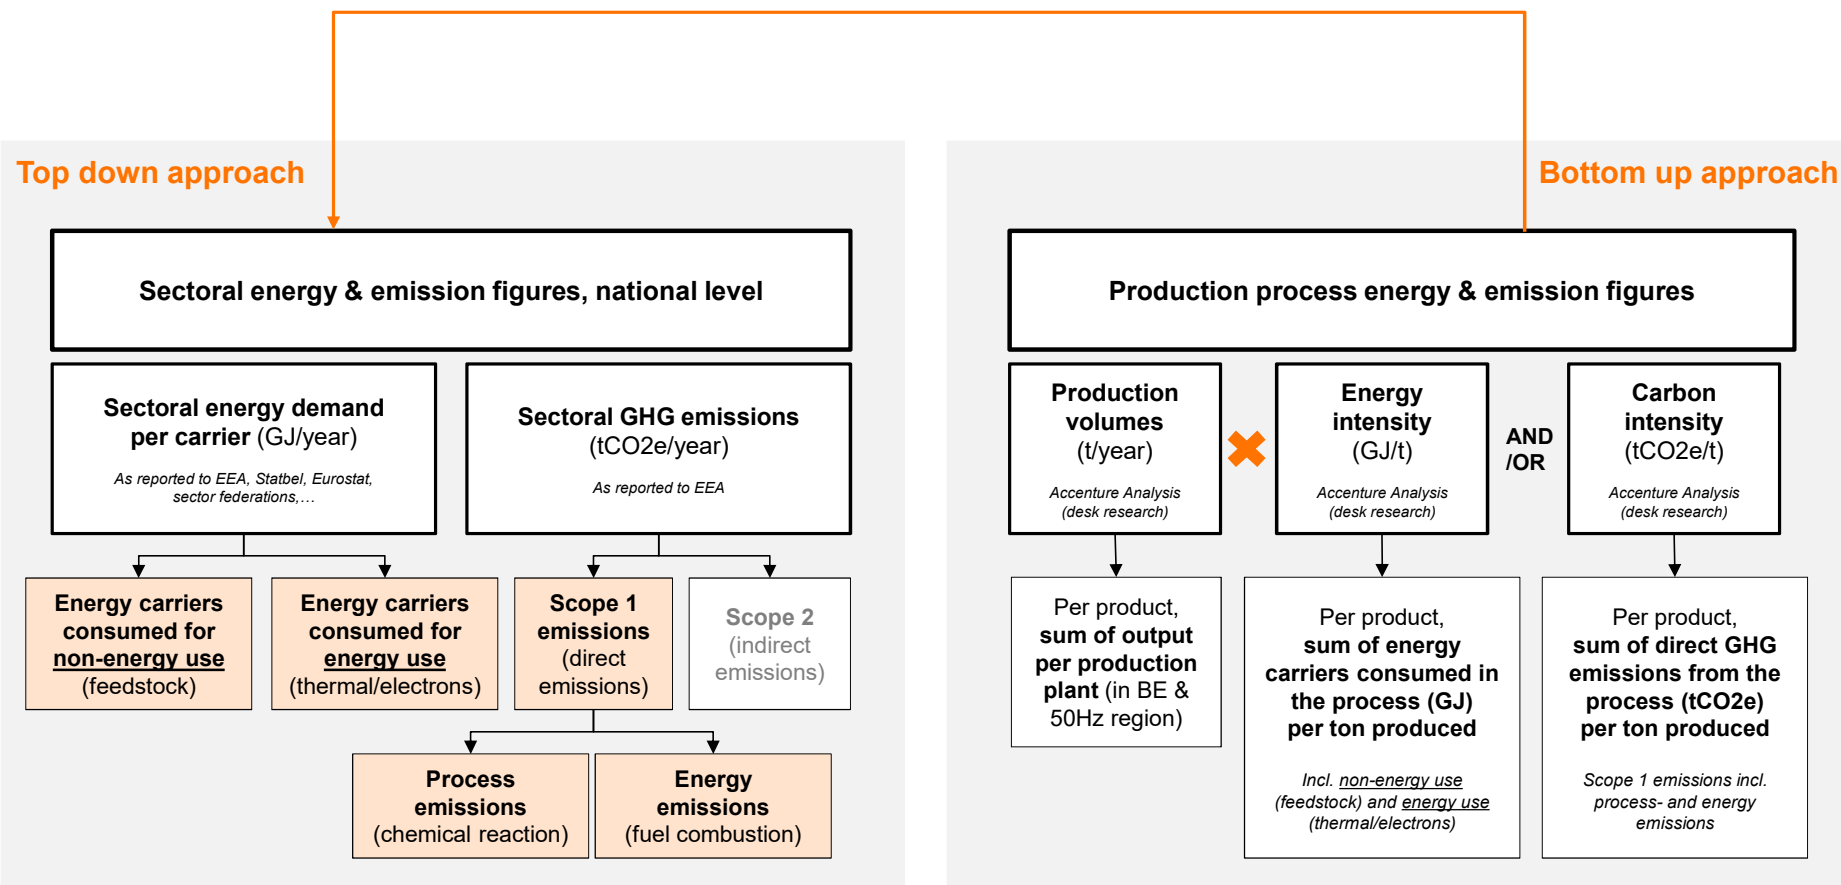 Top down approach
Sectoral energy & emission figures, national level
Sectoral energy demand
per carrier (GJ/year)
As reported to EEA, Statbel, Eurostat,
sector federations,…
Sectoral GHG emissions
(tCO2e/year)
As reported to EEA
Energy carriers
consumed for
non-energy use
(feedstock)
Energy carriers
consumed for
energy use
(thermal/electrons)
Scope 1
emissions
(direct
emissions)
Scope 2
(indirect
emissions)
Process
emissions
(chemical reaction)
Energy
emissions
(fuel combustion)
Bottom up approach
Production process energy & emission figures
Production
volumes
(t/year)
Accenture Analysis
(desk research)
Energy
intensity
(GJ/t)
Accenture Analysis
(desk research)
AND
/OR
Carbon
intensity
(tCO2e/t)
Accenture Analysis
(desk research)
Per product,
sum of output
per production
plant (in BE &
50Hz region)
Per product,
sum of energy
carriers consumed in
the process (GJ)
per ton produced
Incl. non-energy use
(feedstock) and energy use
(thermal/electrons)
Per product,
sum of direct GHG
emissions from the
process (tCO2e)
per ton produced
Scope 1 emissions incl.
process- and energy
emissions